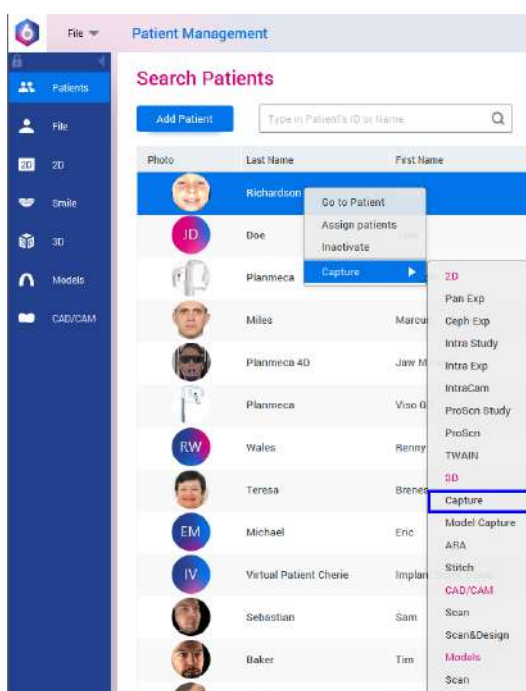 File
Patient Management
Patients
File
2D 2D
Smile
3D
Models
CAD/CAM
Search Patients
Add Patient
Type in Patient's ID or Name
Photo Last Name First Name
Richardson
JD Doe
Planmeca
Miles Marcu
Planmeca 4D Jaw M
Planmeca Viso G
RW Wales Renny
Teresa Brenes
EM Michael Eric
IV Virtual Patient Cherie Implan
Sebastian Sam
Baker Tim
Go to Patient
Assign patients
Inactivate
Capture
2D
Pan Exp
Ceph Exp
Intra Study
Intra Exp
IntraCam
ProScn Study
ProScn
TWAIN
3D
Capture
Model Capture
ARA
Stitch
CAD/CAM
Scan
Scan&Design
Models
Scan